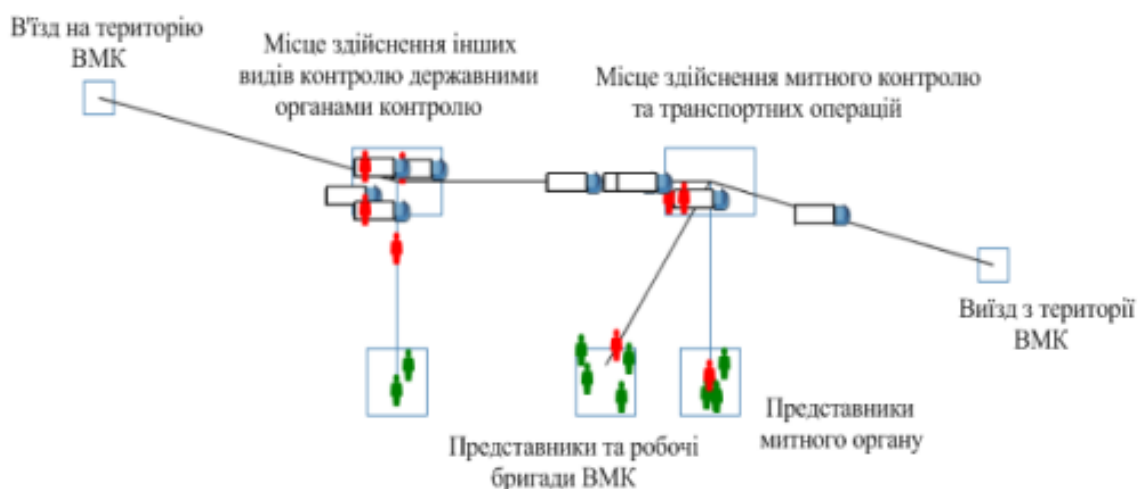 В'їзд на територію
ВМК
Місце здійснення інших
видів контролю державними
органами контролю
Місце здійснення митного контролю
та транспортних операцій
Виїзд з території
ВМК
Представники та робочі
бригади ВМК
Представники
митного органу